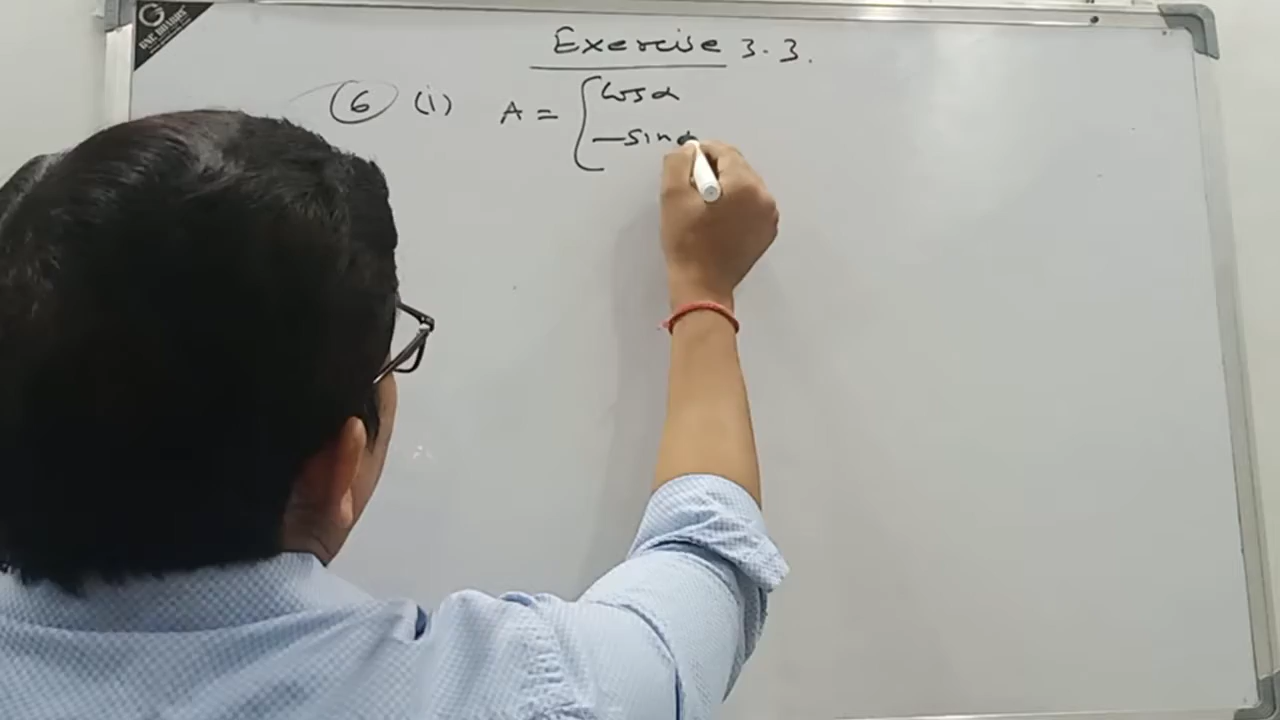 Exercise 3.3.
6 (i) A = [ cosα
-sinα